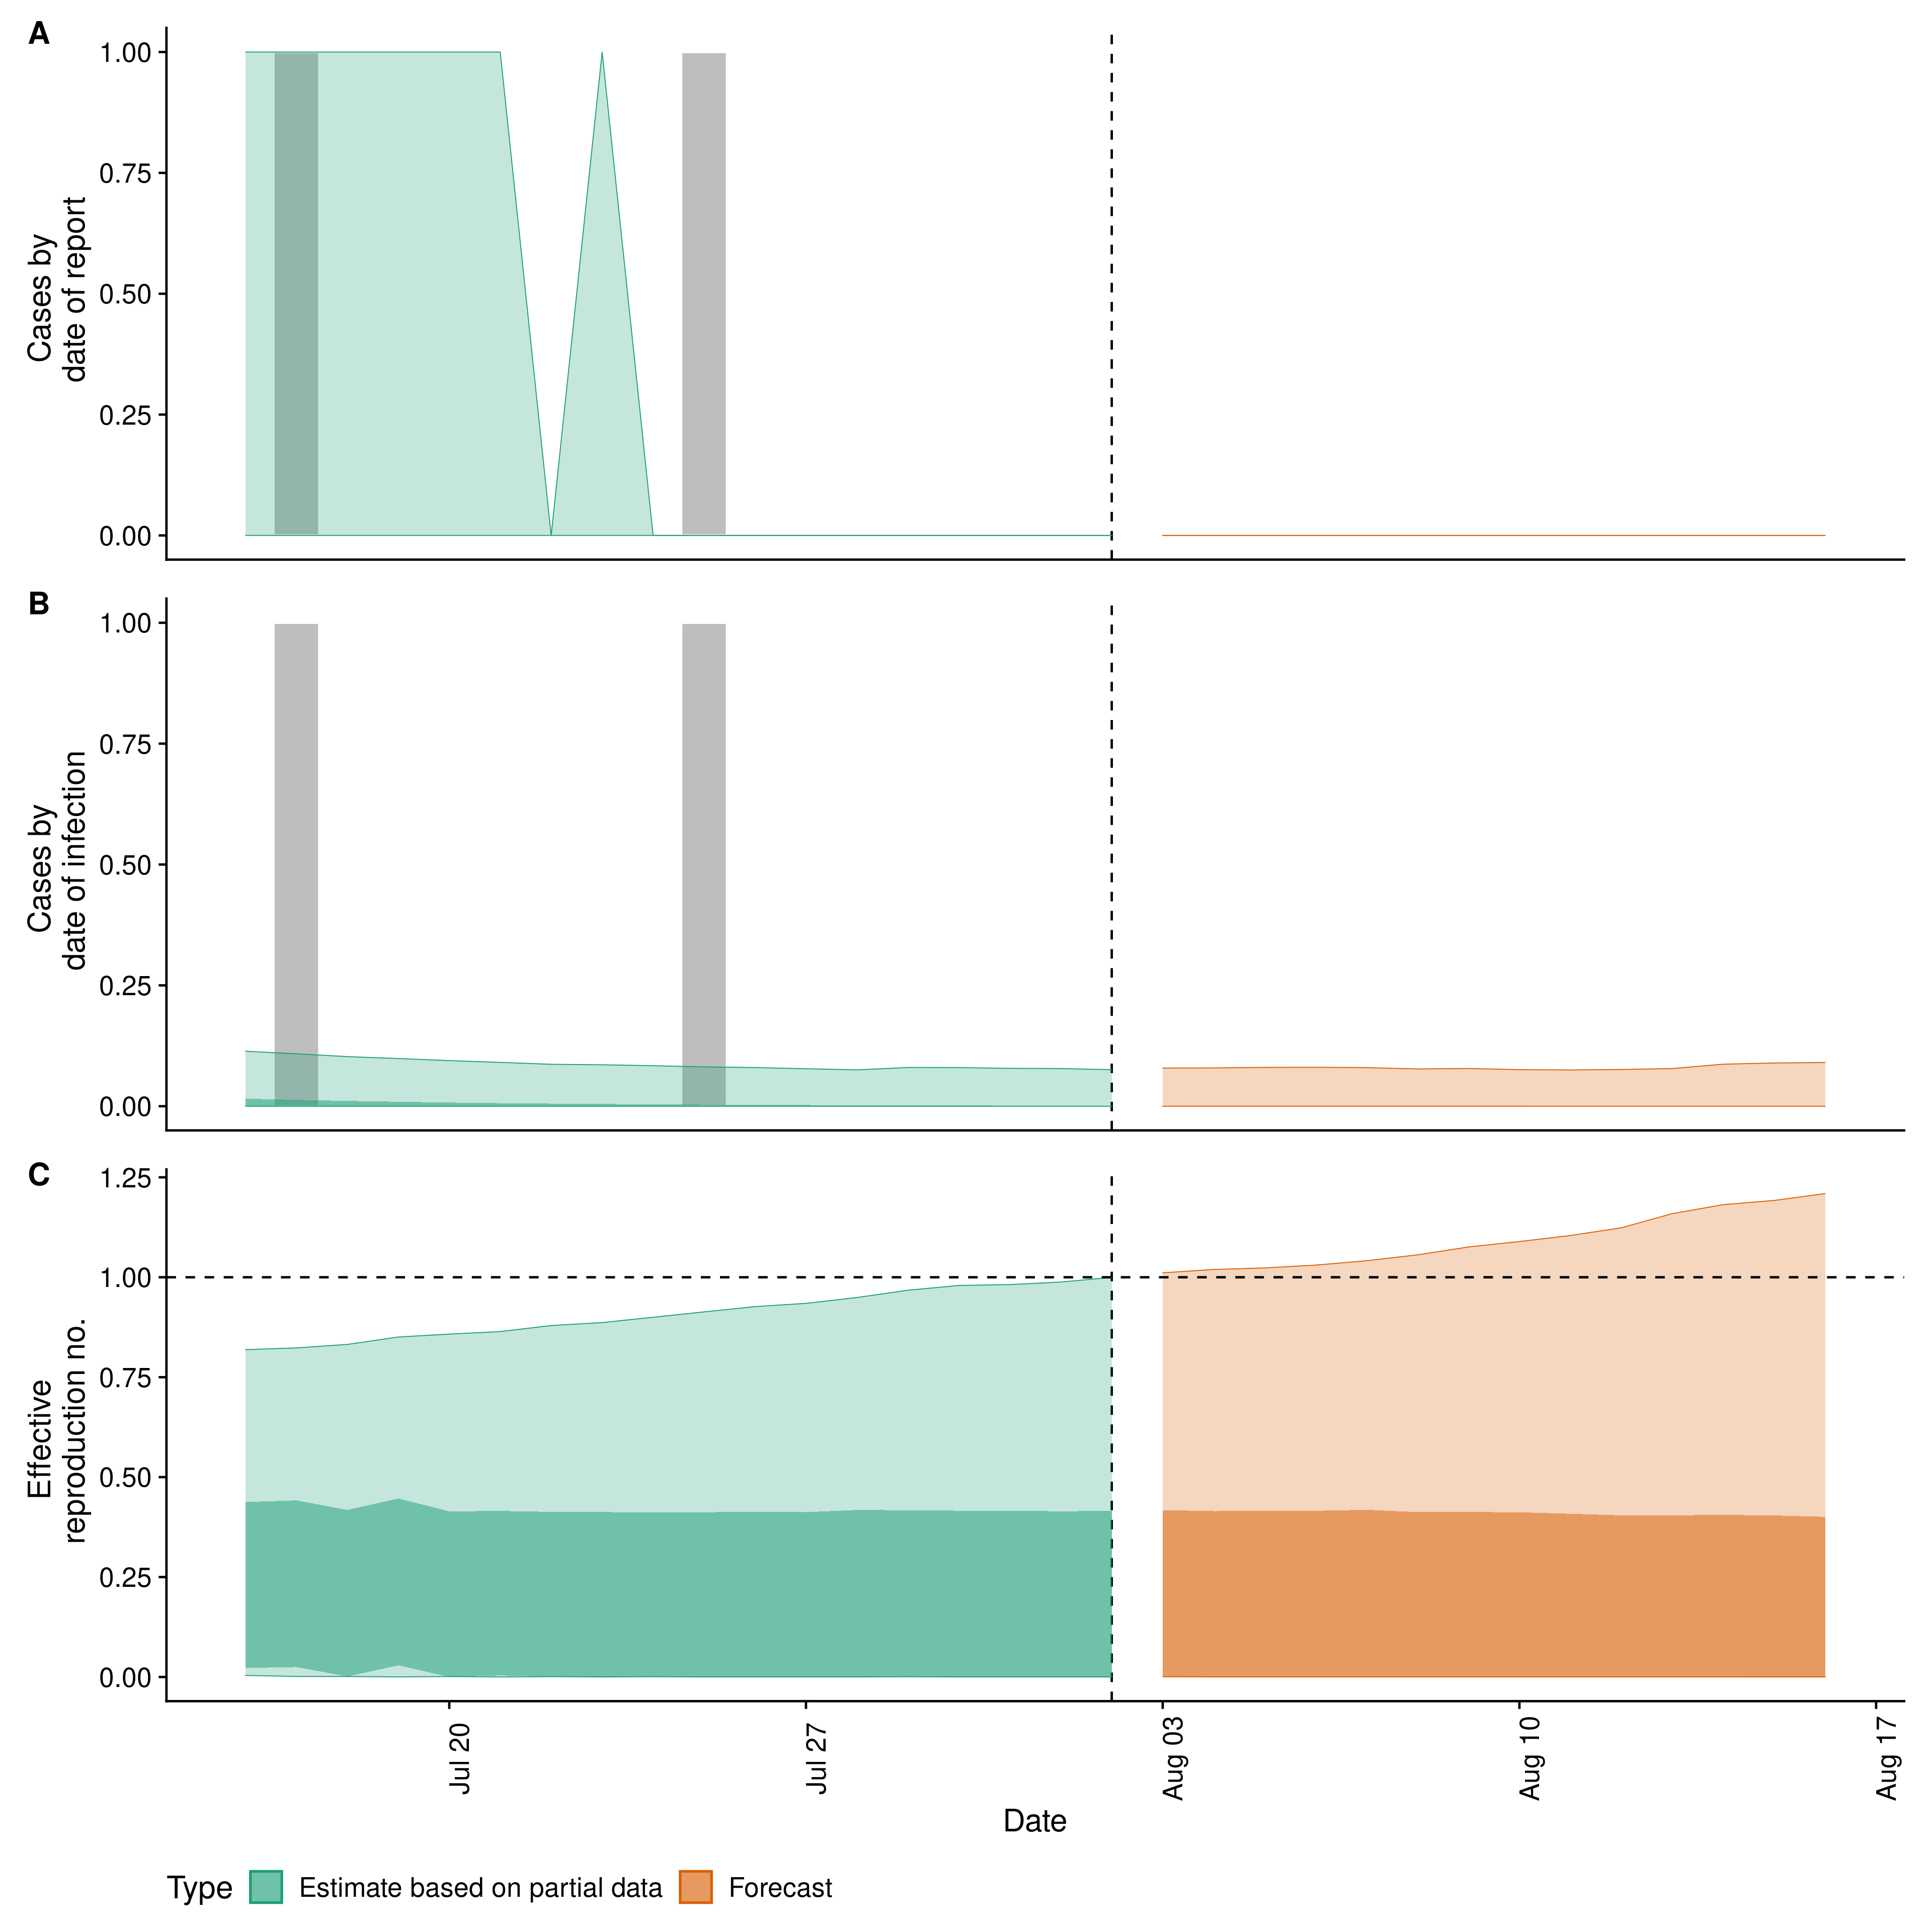 A
1.00
0.75
0.50
0.25
0.00
Cases by
date of report
B
1.00
0.75
0.50
0.25
0.00
Cases by
date of infection
C
1.25
1.00
0.75
0.50
0.25
0.00
Effective
reproduction no.
Jul 20
Jul 27
Aug 03
Aug 10
Aug 17
Date
Type
Estimate based on partial data
Forecast